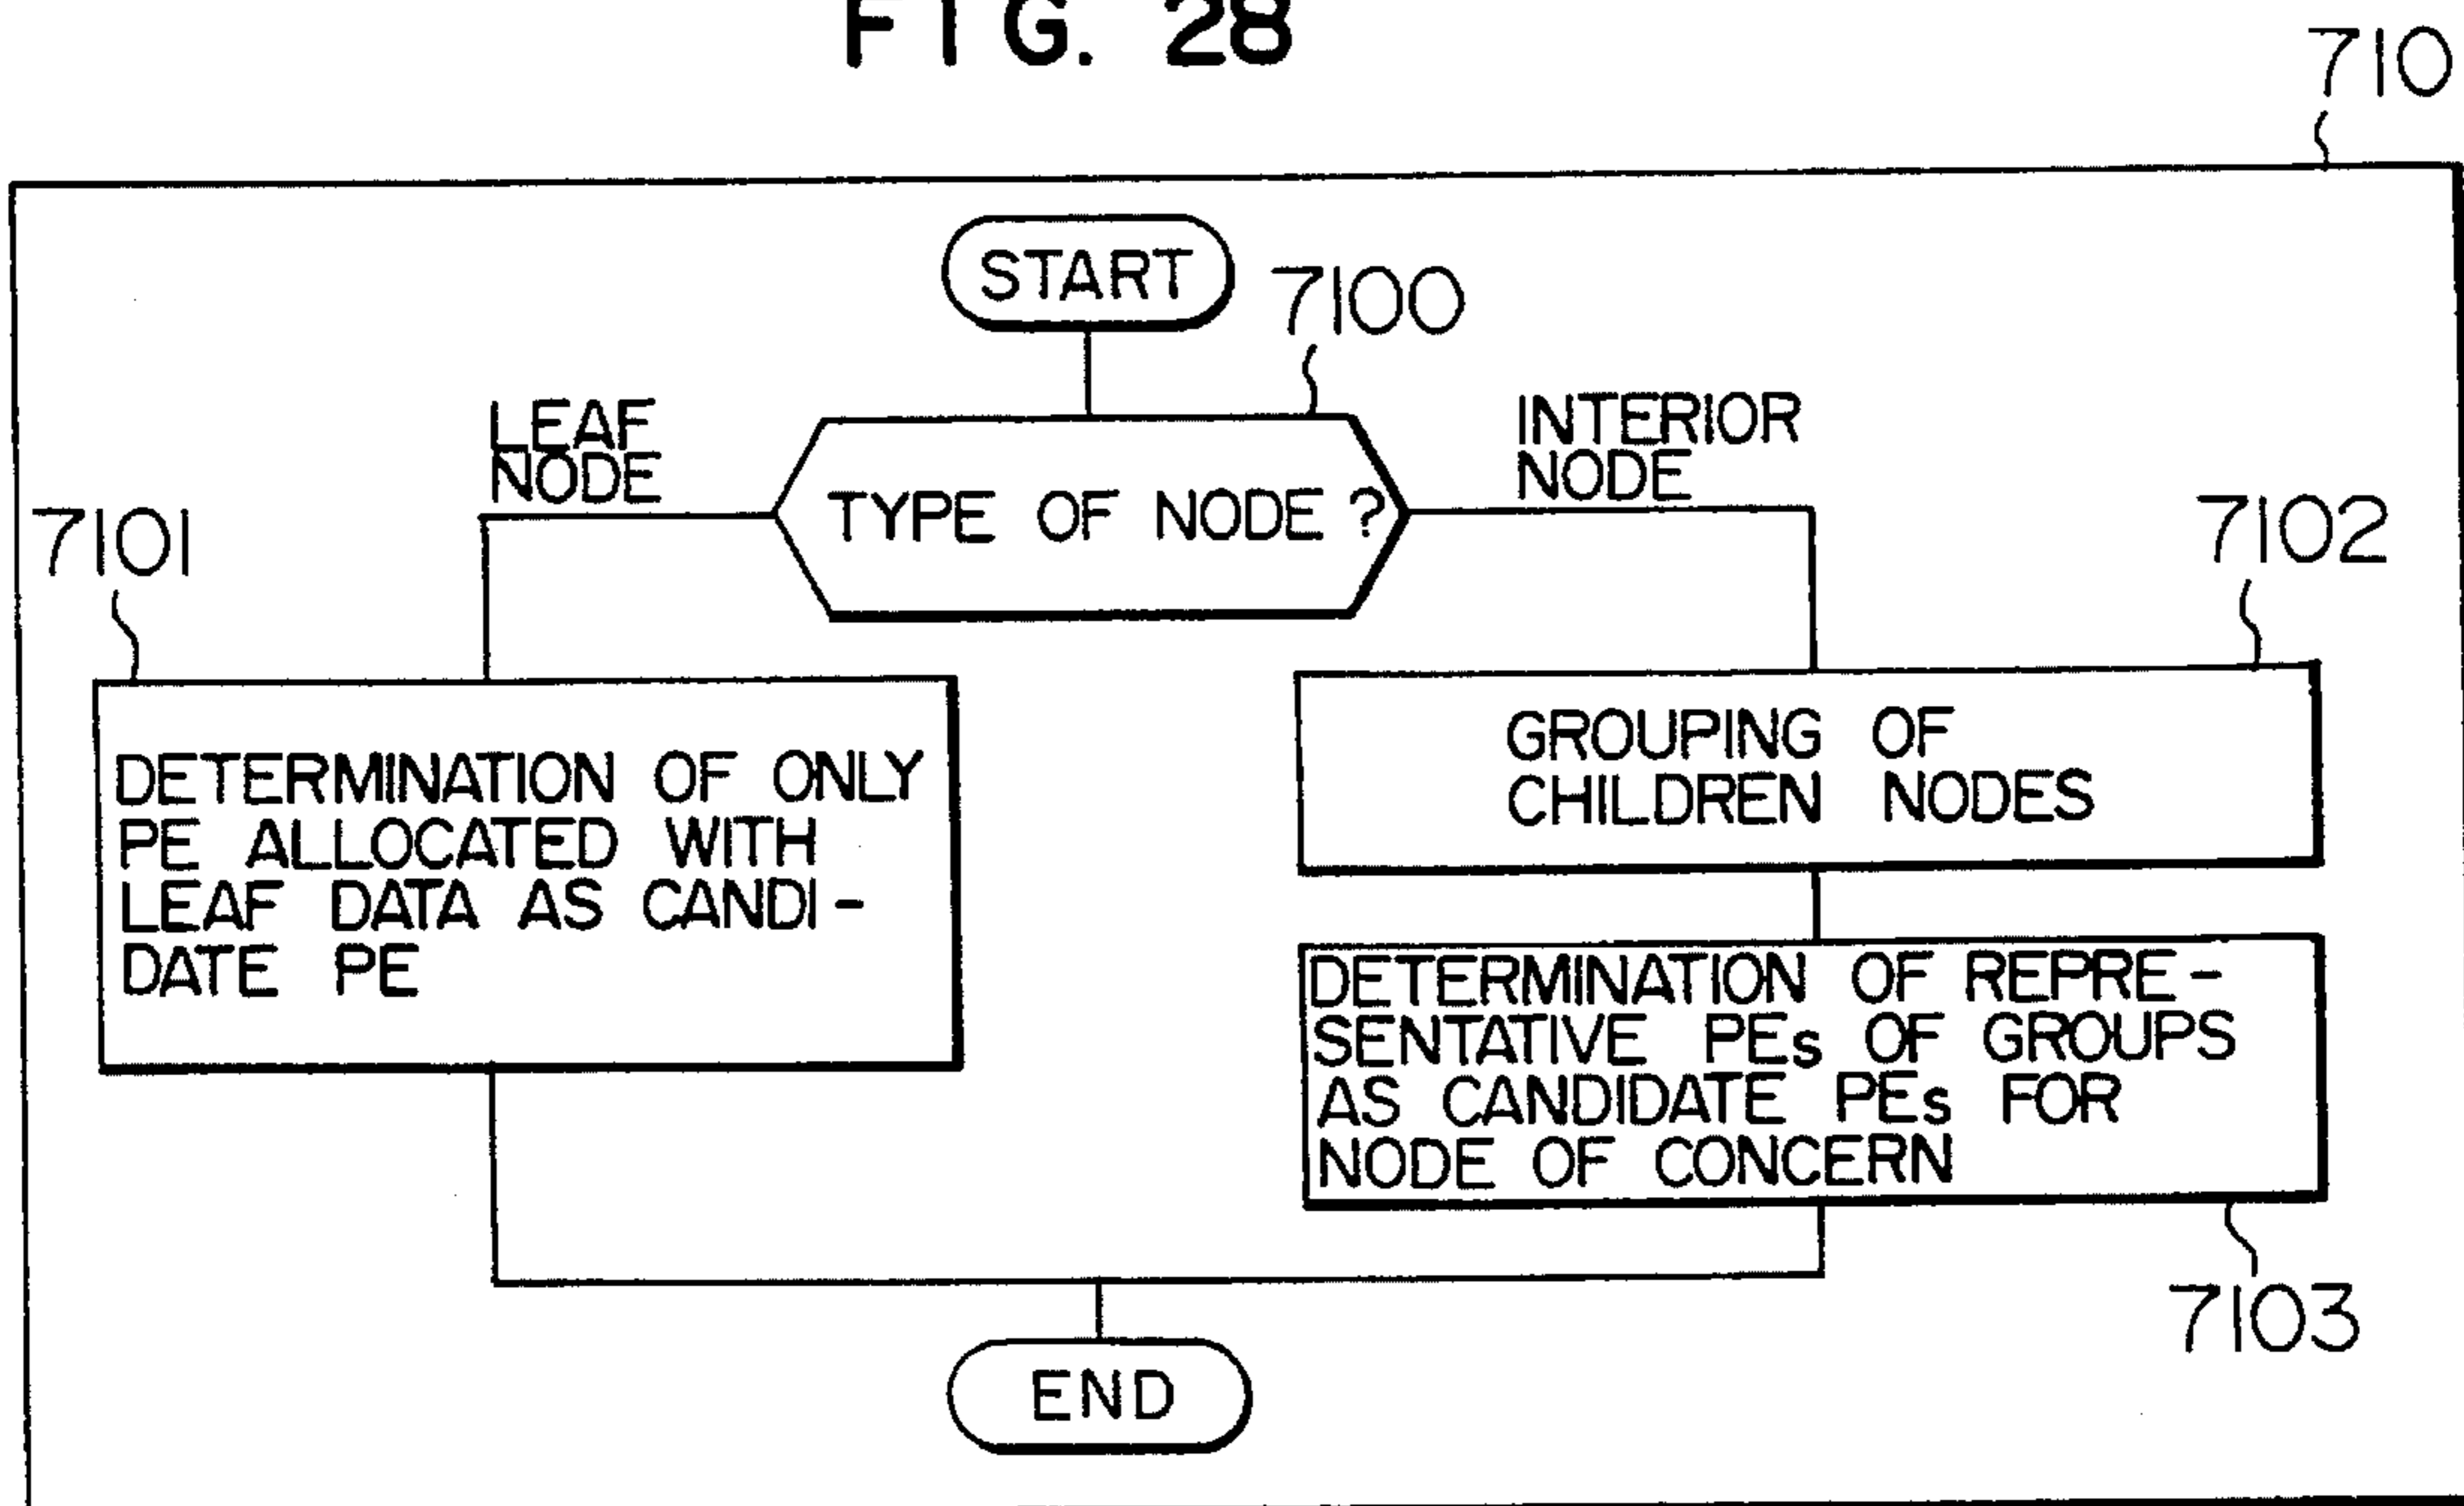 FIG. 28
710
START
7100
LEAF
NODE
INTERIOR
NODE
TYPE OF NODE ?
7101
7102
DETERMINATION OF ONLY
PE ALLOCATED WITH
LEAF DATA AS CANDI-
DATE PE
GROUPING OF
CHILDREN NODES
DETERMINATION OF REPRE-
SENTATIVE PEs OF GROUPS
AS CANDIDATE PEs FOR
NODE OF CONCERN
7103
END